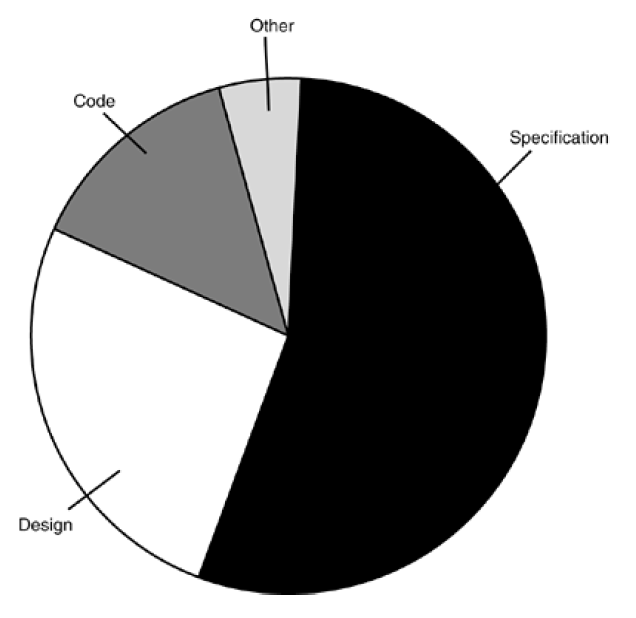 Other
Code
Specification
Design